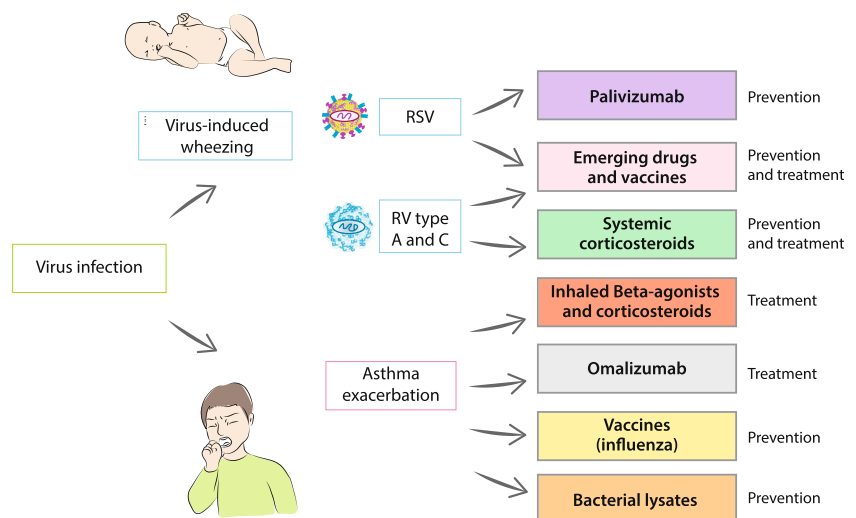 Virus infection
Virus-induced
wheezing
RSV
RV type
A and C
Asthma
exacerbation
Palivizumab
Prevention
Emerging drugs
and vaccines
Prevention
and treatment
Systemic
corticosteroids
Prevention
and treatment
Inhaled Beta-agonists
and corticosteroids
Treatment
Omalizumab
Treatment
Vaccines
(influenza)
Prevention
Bacterial lysates
Prevention